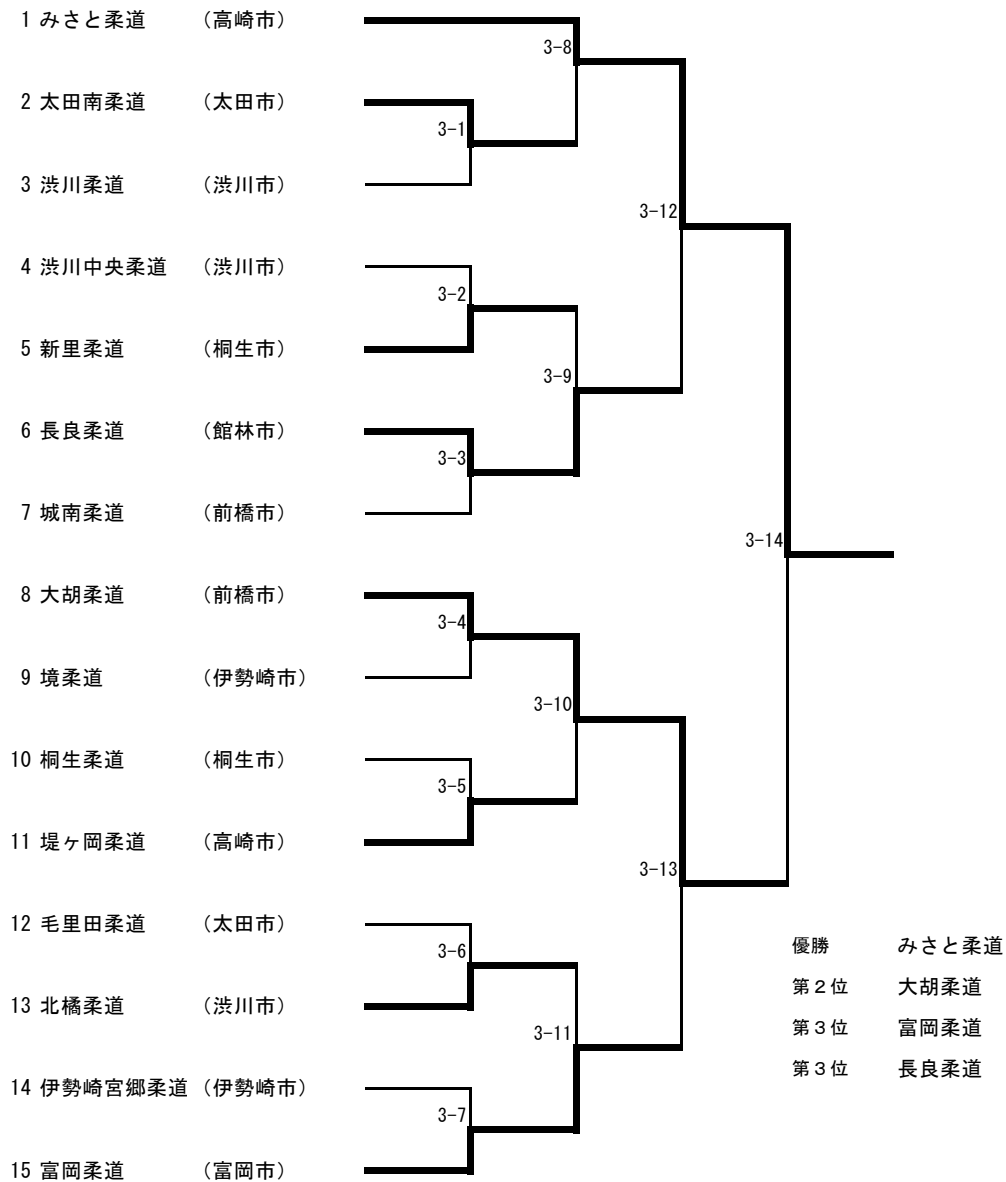 1 みさと柔道 （高崎市）
3-8
2 太田南柔道 （太田市）
3-1
3 渋川柔道 （渋川市）
3-12
4 渋川中央柔道 （渋川市）
3-2
5 新里柔道 （桐生市）
3-9
6 長良柔道 （館林市）
3-3
7 城南柔道 （前橋市）
3-14
8 大胡柔道 （前橋市）
3-4
9 境柔道 （伊勢崎市）
3-10
10 桐生柔道 （桐生市）
3-5
11 堤ヶ岡柔道 （高崎市）
3-13
12 毛里田柔道 （太田市）
3-6
13 北橘柔道 （渋川市）
3-11
14 伊勢崎宮郷柔道 （伊勢崎市）
3-7
15 富岡柔道 （富岡市）
優勝 みさと柔道
第２位 大胡柔道
第３位 富岡柔道
第３位 長良柔道